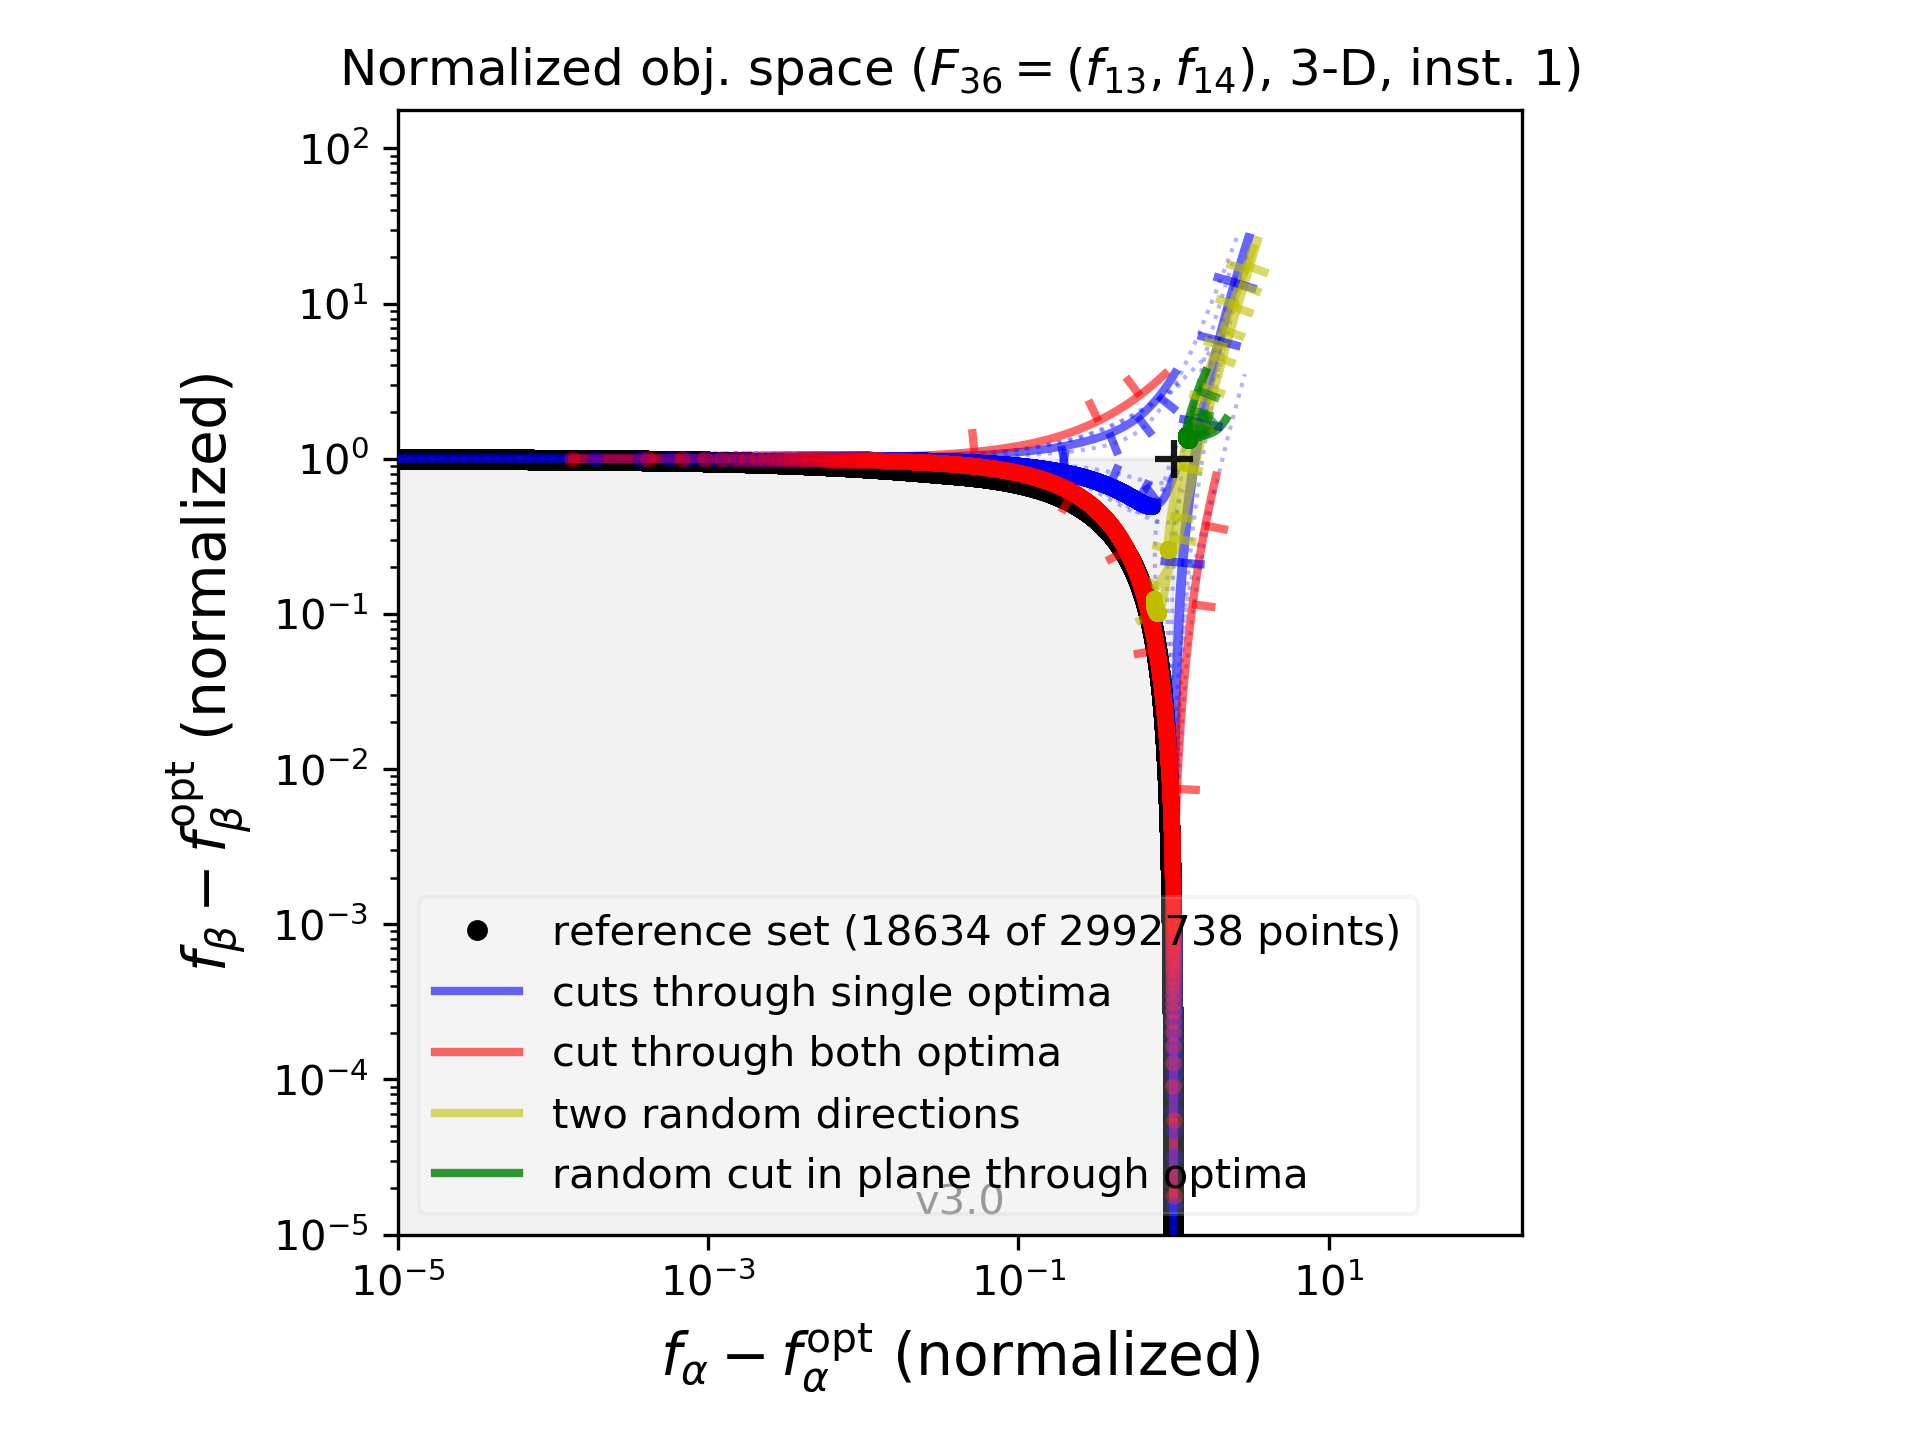 Normalized obj. space (F₃₆ = (f₁₃, f₁₄), 3-D, inst. 1)
10²
10¹
10⁰
10⁻¹
10⁻²
10⁻³
10⁻⁴
10⁻⁵
f_β − f_β^opt (normalized)
reference set (18634 of 2992738 points)
cuts through single optima
cut through both optima
two random directions
random cut in plane through optima
v3.0
10⁻⁵ 10⁻³ 10⁻¹ 10¹
f_α − f_α^opt (normalized)